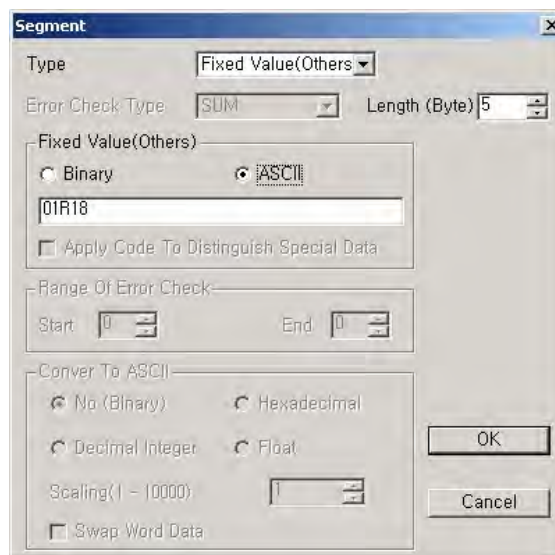 Segment
Type Fixed Value(Others
Error Check Type SUM Length (Byte) 5
Fixed Value(Others)
Binary ASCII
01R18
Apply Code To Distinguish Special Data
Range Of Error Check
Start 0 End 0
Conver To ASCII
No (Binary) Hexadecimal
Decimal Integer Float
OK
Scaling(1 - 10000) 1
Cancel
Swap Word Data